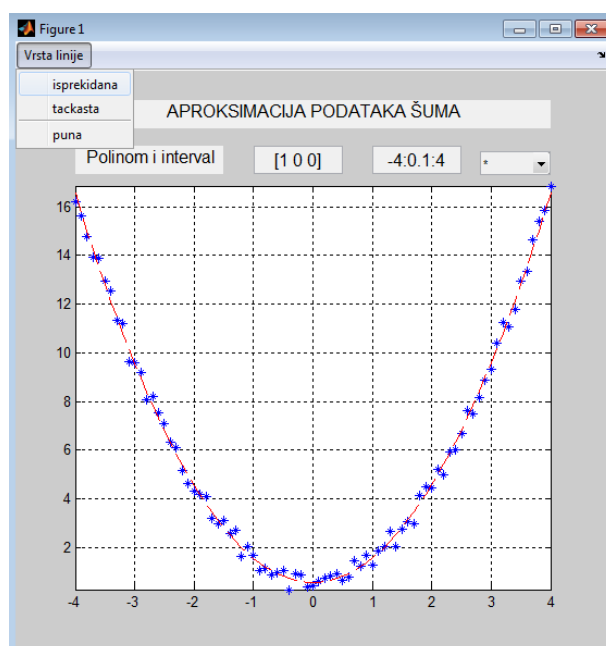 Figure 1
Vrsta linije
isprekidana
tackasta
puna
APROKSIMACIJA PODATAKA ŠUMA
Polinom i interval [1 0 0] -4:0.1:4 *
16
14
12
10
8
6
4
2
-4 -3 -2 -1 0 1 2 3 4